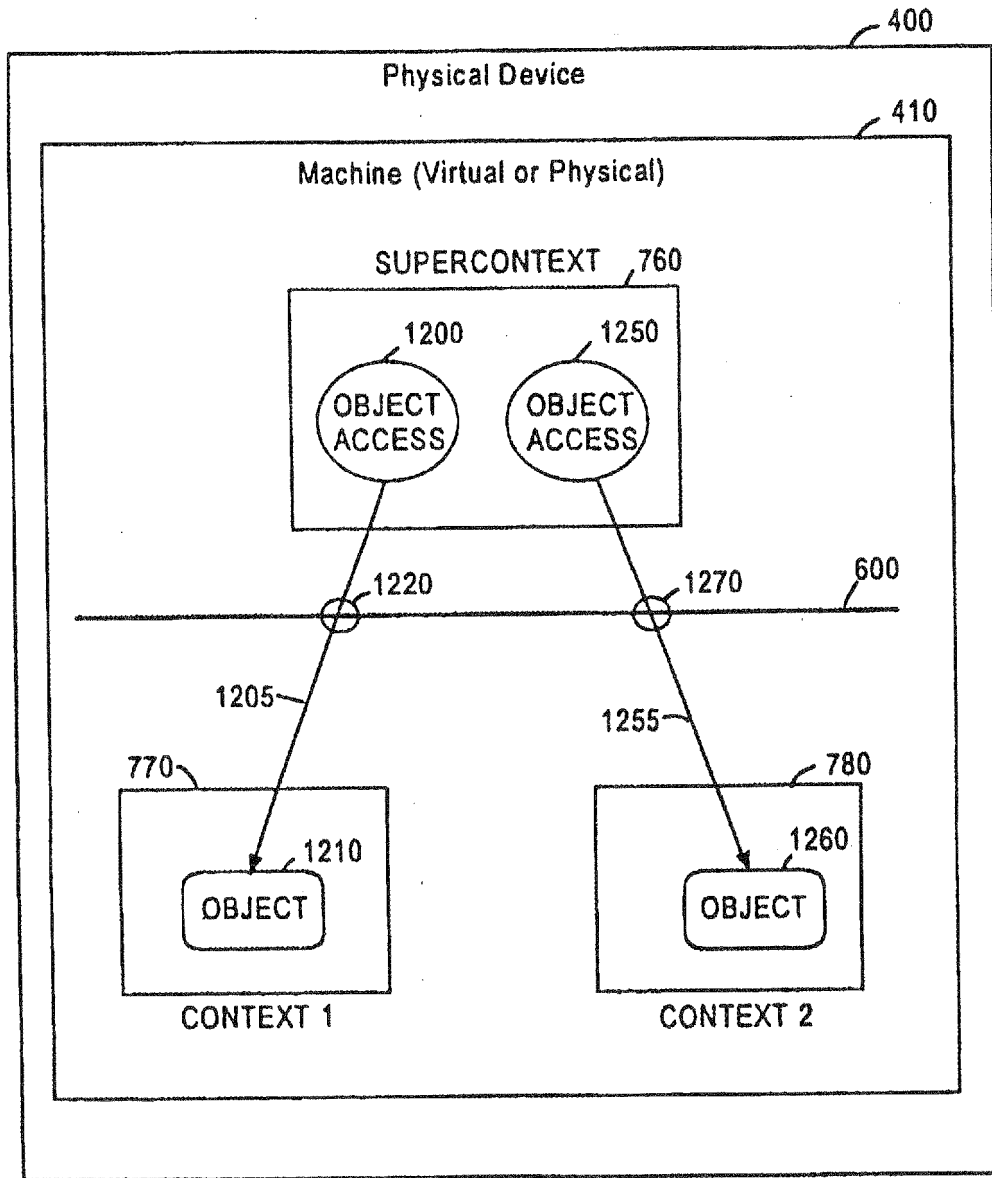 400
Physical Device
410
Machine (Virtual or Physical)
SUPERCONTEXT
760
1200
1250
OBJECT
ACCESS
OBJECT
ACCESS
1220
1270
600
1205
1255
770
780
1210
1260
OBJECT
OBJECT
CONTEXT 1
CONTEXT 2